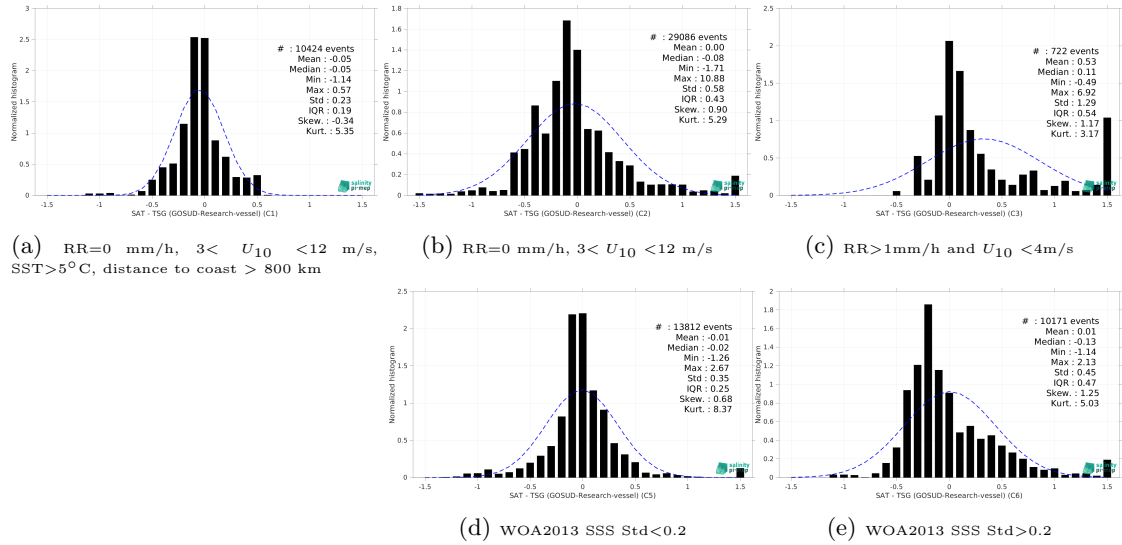 3
2.5
2
1.5
1
0.5
0
Normalized histogram
# : 10424 events
Mean : -0.05
Median : -0.05
Min : -1.14
Max : 0.57
Std : 0.23
IQR : 0.19
Skew. : -0.34
Kurt. : 5.35
salinity
pi-mep
-1.5 -1 -0.5 0 0.5 1 1.5
SAT - TSG (GOSUD-Research-vessel) (C1)
(a) RR=0 mm/h, 3< U10 <12 m/s,
SST>5°C, distance to coast > 800 km
1.8
1.6
1.4
1.2
1
0.8
0.6
0.4
0.2
0
Normalized histogram
# : 29086 events
Mean : 0.00
Median : -0.08
Min : -1.71
Max : 10.88
Std : 0.58
IQR : 0.43
Skew. : 0.90
Kurt. : 5.29
salinity
pi-mep
-1.5 -1 -0.5 0 0.5 1 1.5
SAT - TSG (GOSUD-Research-vessel) (C2)
(b) RR=0 mm/h, 3< U10 <12 m/s
2.5
2
1.5
1
0.5
0
Normalized histogram
# : 722 events
Mean : 0.53
Median : 0.11
Min : -0.49
Max : 6.92
Std : 1.29
IQR : 0.54
Skew. : 1.17
Kurt. : 3.17
salinity
pi-mep
-1.5 -1 -0.5 0 0.5 1 1.5
SAT - TSG (GOSUD-Research-vessel) (C3)
(c) RR>1mm/h and U10 <4m/s
2.5
2
1.5
1
0.5
0
Normalized histogram
# : 13812 events
Mean : -0.01
Median : -0.02
Min : -1.26
Max : 2.67
Std : 0.35
IQR : 0.25
Skew. : 0.68
Kurt. : 8.37
salinity
pi-mep
-1.5 -1 -0.5 0 0.5 1 1.5
SAT - TSG (GOSUD-Research-vessel) (C5)
(d) WOA2013 SSS Std<0.2
2
1.8
1.6
1.4
1.2
1
0.8
0.6
0.4
0.2
0
Normalized histogram
# : 10171 events
Mean : 0.01
Median : -0.13
Min : -1.14
Max : 2.13
Std : 0.45
IQR : 0.47
Skew. : 1.25
Kurt. : 5.03
salinity
pi-mep
-1.5 -1 -0.5 0 0.5 1 1.5
SAT - TSG (GOSUD-Research-vessel) (C6)
(e) WOA2013 SSS Std>0.2